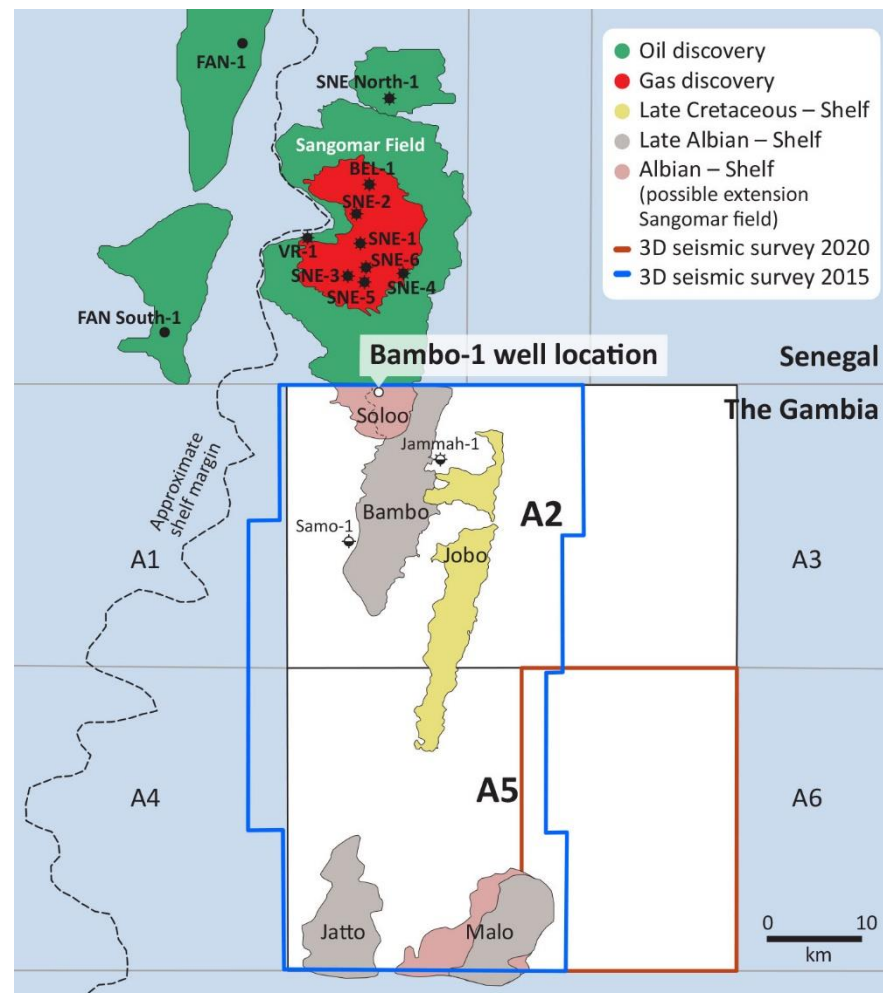 FAN-1
SNE North-1
Sangomar Field
BEL-1
SNE-2
SNE-1
VR-1
SNE-6
SNE-3
SNE-4
SNE-5
FAN South-1
Oil discovery
Gas discovery
Late Cretaceous – Shelf
Late Albian – Shelf
Albian – Shelf
(possible extension
Sangomar field)
3D seismic survey 2020
3D seismic survey 2015
Bambo-1 well location
Senegal
The Gambia
Soloo
Jammah-1
Approximate
shelf margin
Bambo
A2
Samo-1
Jobo
A1
A3
A4
A5
A6
Jatto
Malo
0 10
km